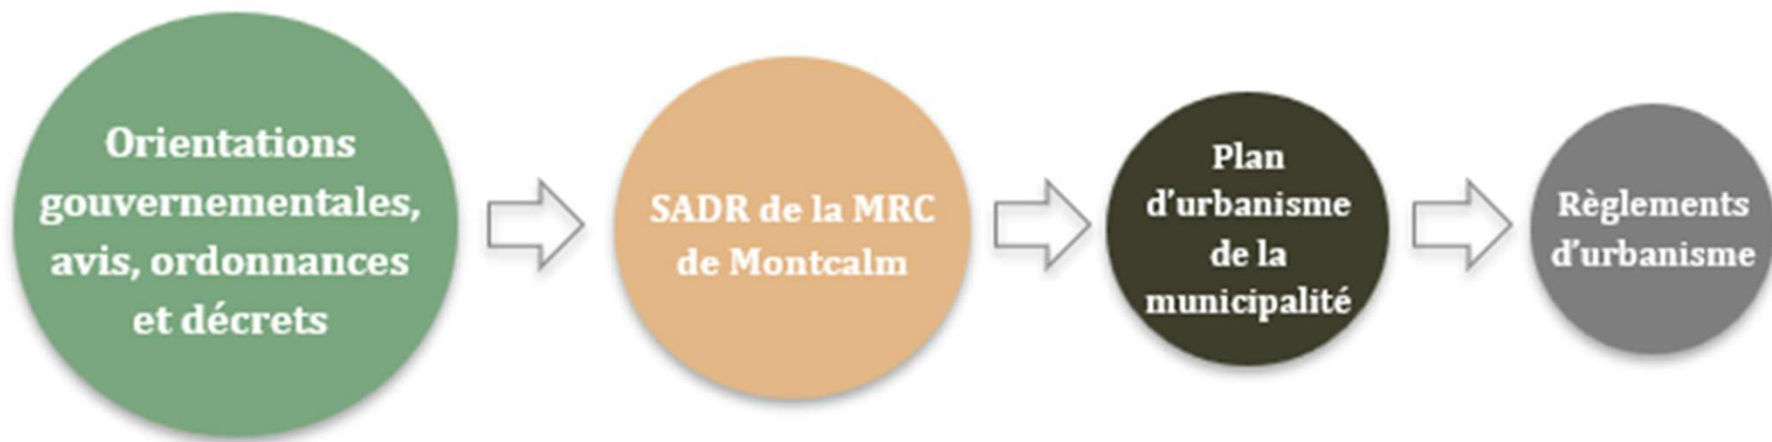 Orientations
gouvernementales,
avis, ordonnances
et décrets
SADR de la MRC
de Montcalm
Plan
d'urbanisme
de la
municipalité
Règlements
d'urbanisme